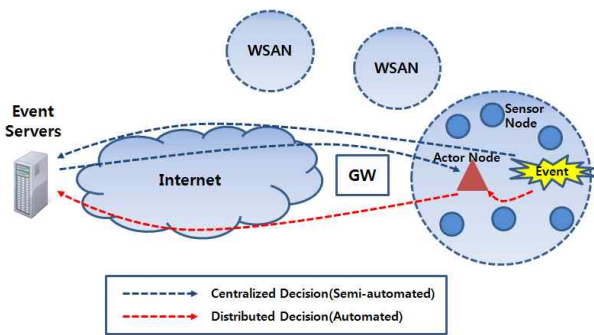 WSAN
WSAN
Event
Servers
Sensor
Node
Internet
GW
Actor Node
Event
Centralized Decision(Semi-automated)
Distributed Decision(Automated)